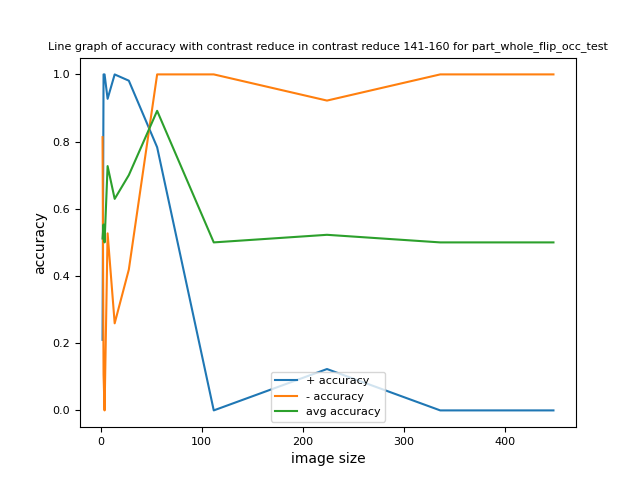 Line graph of accuracy with contrast reduce in contrast reduce 141-160 for part_whole_flip_occ_test
1.0
0.8
0.6
0.4
0.2
0.0
accuracy
0 100 200 300 400
image size
+ accuracy
- accuracy
avg accuracy